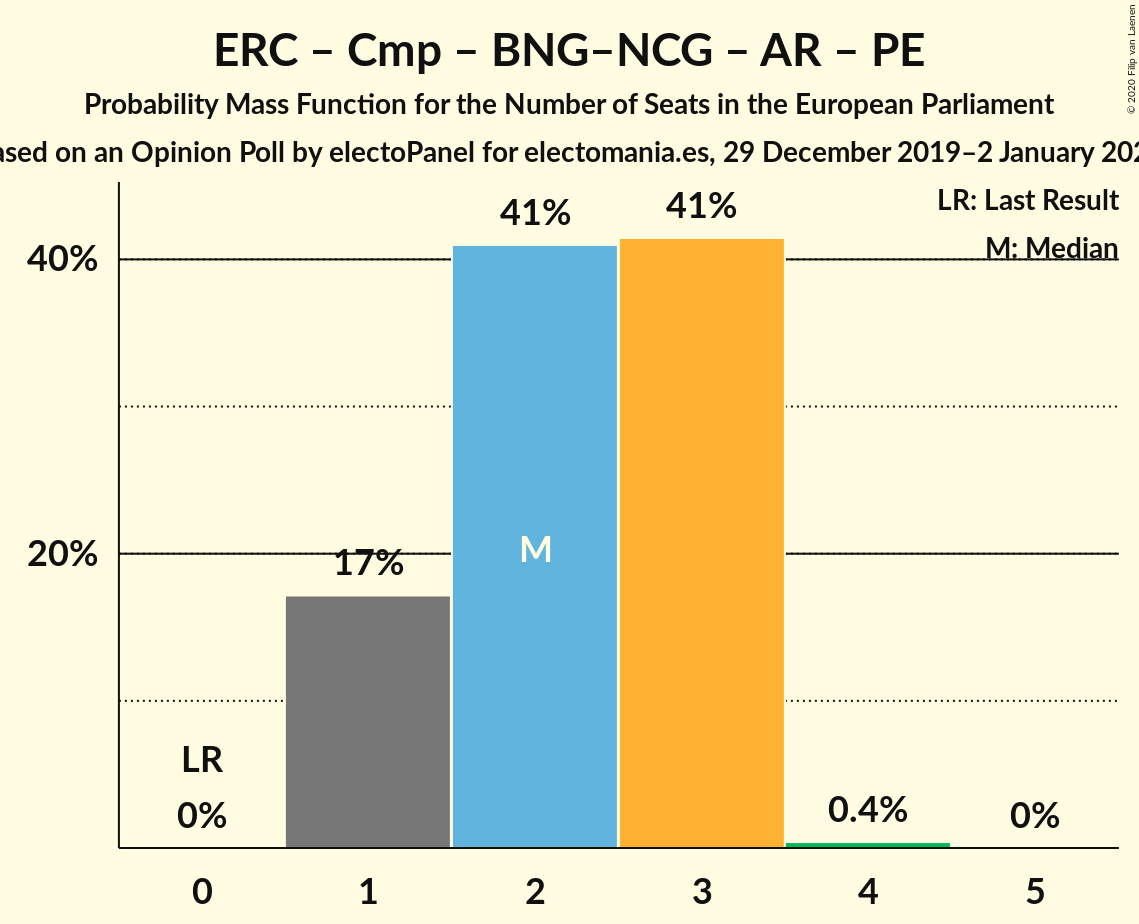 ERC – Cmp – BNG–NCG – AR – PE
Probability Mass Function for the Number of Seats in the European Parliament
on an Opinion Poll by electoPanel for electomania.es, 29 December 2019–2 January
© 2020 Filip van Laenen
LR: Last Result
M: Median
40%
20%
41%
41%
17%
M
LR
0%
0.4%
0%
0 1 2 3 4 5